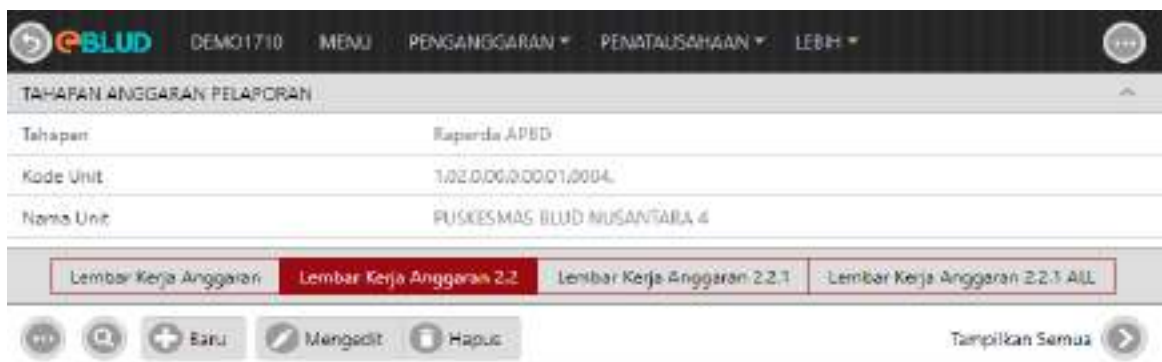 eBLUD DEMO1710 MENU PENGANGGARAN PENATAUSAHAAN LEBIH
TAHAPAN ANGGARAN PELAPORAN
Tahapan Raperda APBD
Kode Unit 1.02.0.00.0.00.01.0004.
Nama Unit PUSKESMAS BLUD NUSANTARA 4
Lembar Kerja Anggaran Lembar Kerja Anggaran 2.2 Lembar Kerja Anggaran 2.2.1 Lembar Kerja Anggaran 2.2.1 ALL
Baru Mengedit Hapus Tampilkan Semua